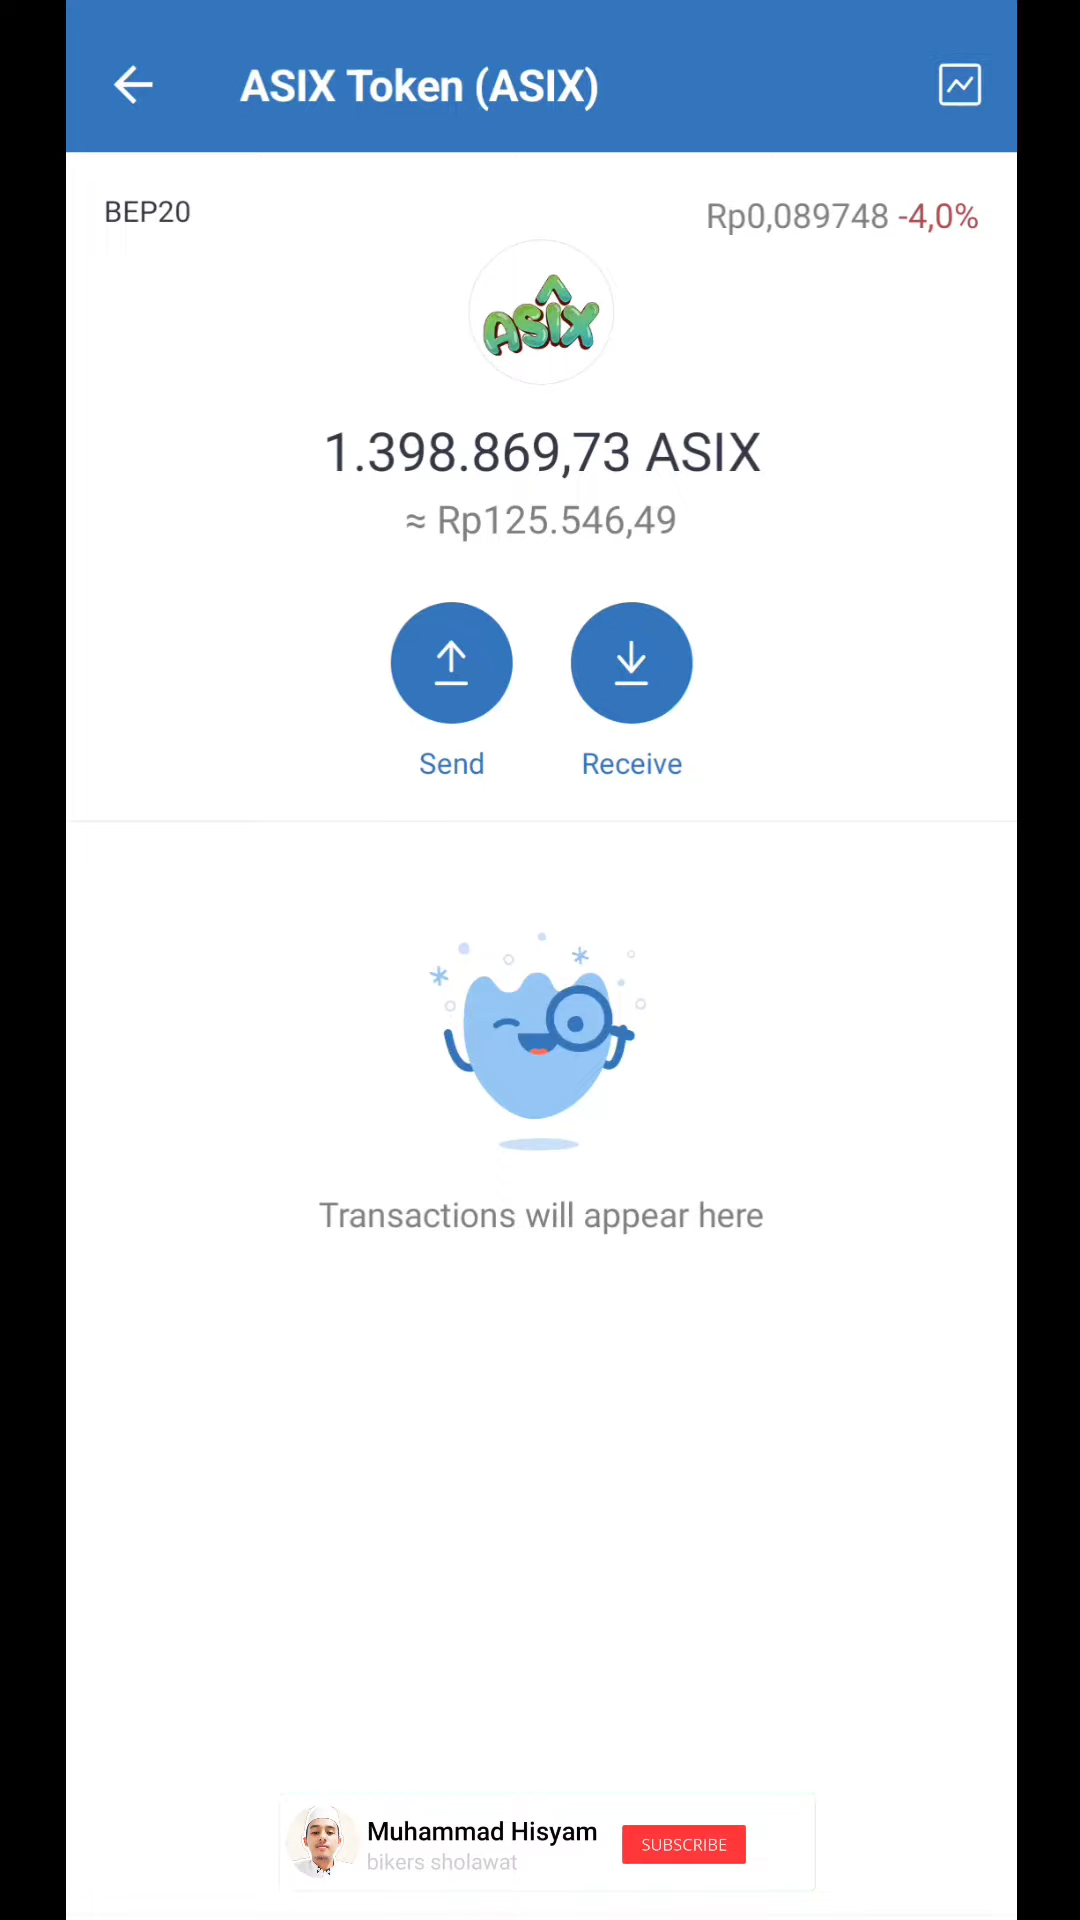 ASIX Token (ASIX)
BEP20
Rp0,089748 -4,0%
ASIX
1.398.869,73 ASIX
≈ Rp125.546,49
Send
Receive
Transactions will appear here
Muhammad Hisyam
bikers sholawat
SUBSCRIBE